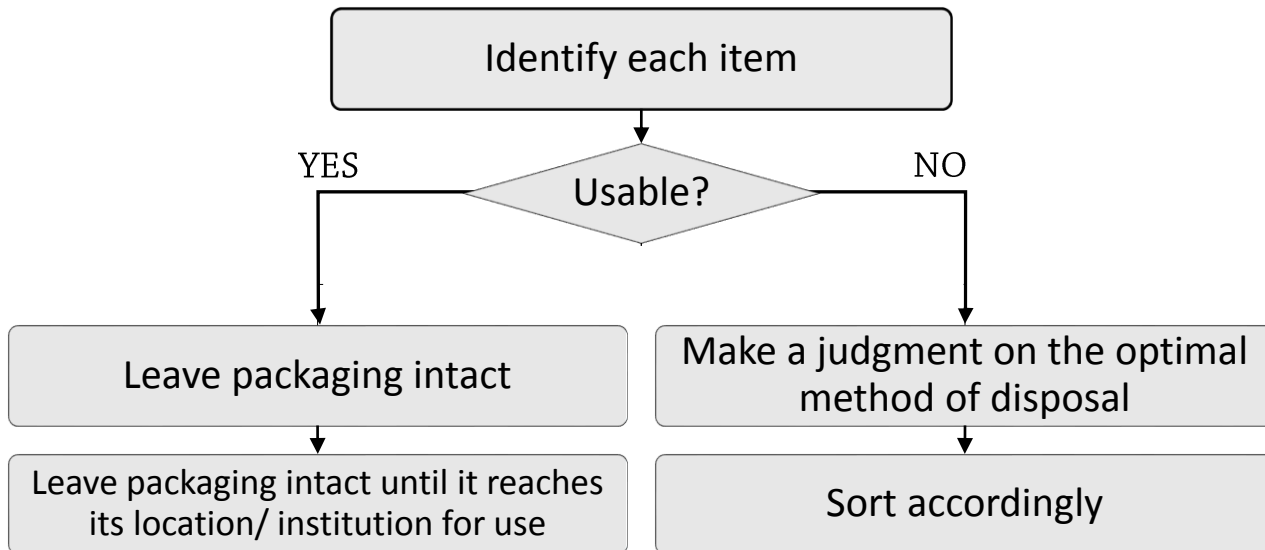 Identify each item
YES
NO
Usable?
Leave packaging intact
Make a judgment on the optimal
method of disposal
Leave packaging intact until it reaches
its location/ institution for use
Sort accordingly